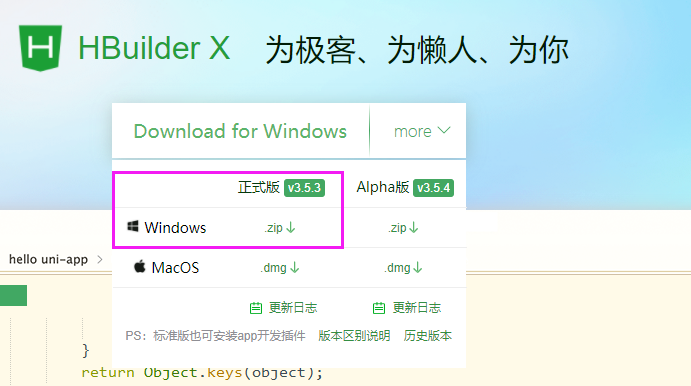 H HBuilder X 为极客、为懒人、为你
Download for Windows more
正式版 v3.5.3 Alpha版 v3.5.4
Windows .zip .zip
hello uni-app
MacOS .dmg .dmg
更新日志 更新日志
PS：标准版也可安装app开发插件 版本区别说明 历史版本
}
return Object.keys(object);